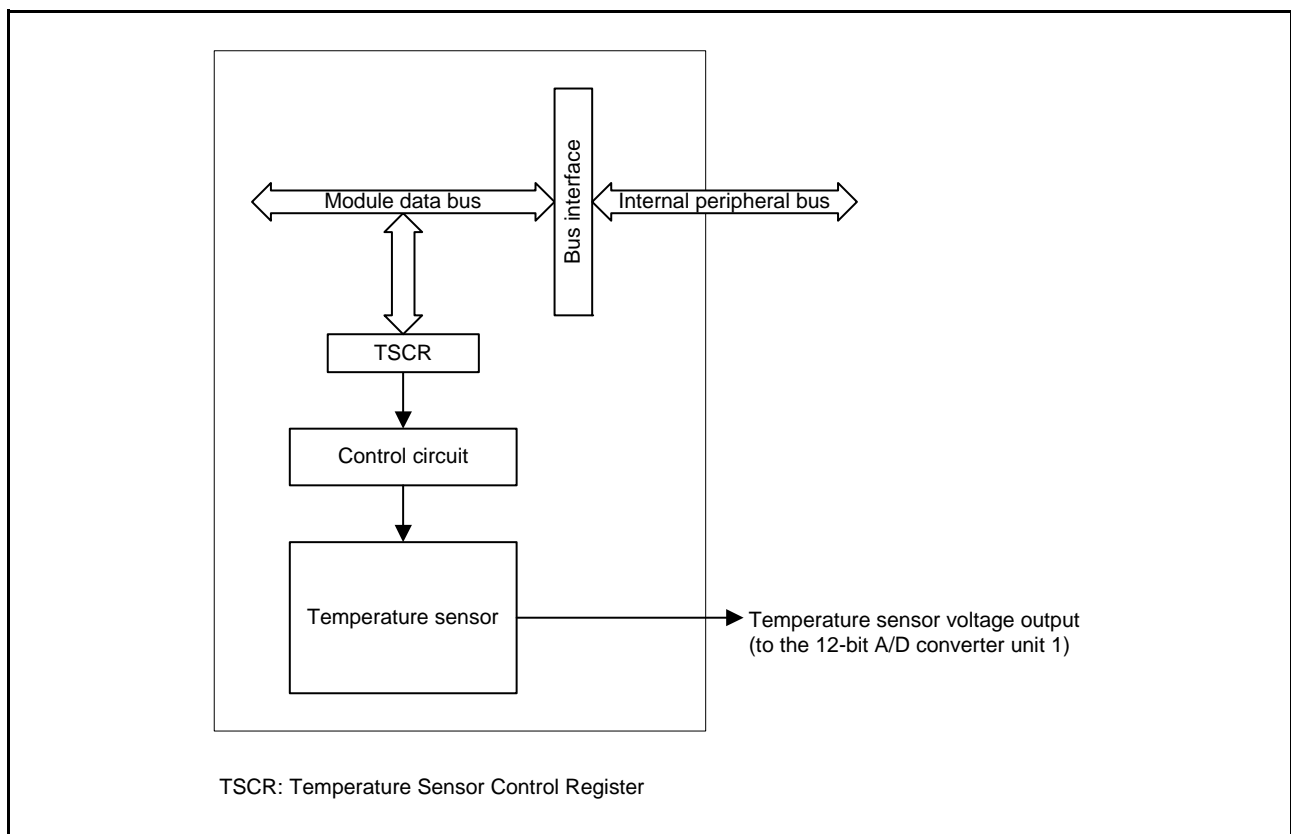 Bus interface
Module data bus
Internal peripheral bus
TSCR
Control circuit
Temperature sensor
Temperature sensor voltage output
(to the 12-bit A/D converter unit 1)
TSCR: Temperature Sensor Control Register